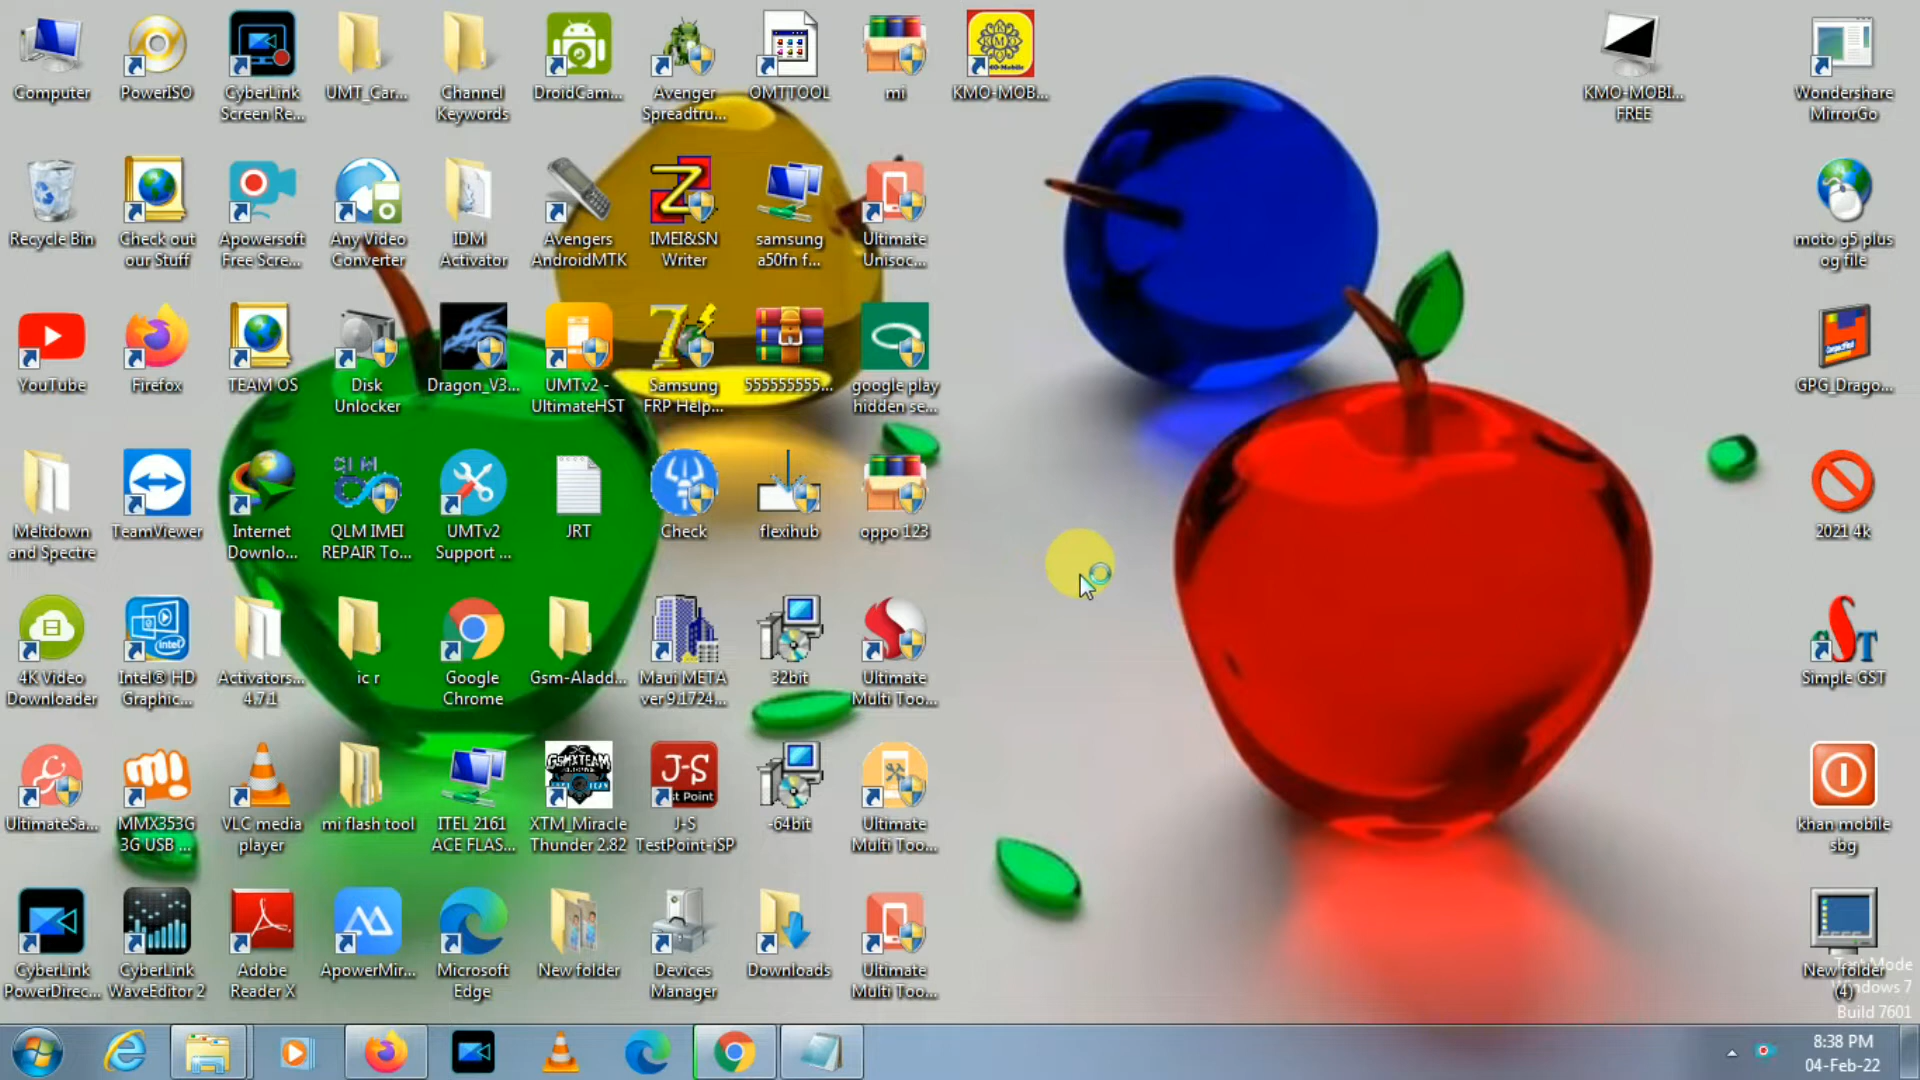 Computer
PowerISO
CyberLink
Screen Re...
UMT_Car...
Channel
Keywords
DroidCam...
Avenger
Spreadtru...
OMTTOOL
mi
KMO-MOB...
KMO-MOBI...
FREE
Wondershare
MirrorGo
Recycle Bin
Check out
our Stuff
Apowersoft
Free Scre...
Any Video
Converter
IDM
Activator
Avengers
AndroidMTK
IMEI&SN
Writer
samsung
a50fn f...
Ultimate
Unisoc...
moto g5 plus
og file
YouTube
Firefox
TEAM OS
Disk
Unlocker
Dragon_V3...
UMTv2 -
UltimateHST
Samsung
FRP Help...
555555555...
google play
hidden se...
GPG_Drago...
Meltdown
and Spectre
TeamViewer
Internet
Downlo...
QLM IMEI
REPAIR To...
UMTv2
Support ...
JRT
Check
flexihub
oppo 123
2021 4k
4K Video
Downloader
Intel® HD
Graphic...
Activators...
4.7.1
ic r
Google
Chrome
Gsm-Aladd...
Maui META
ver 9.1724...
32bit
Ultimate
Multi Too...
Simple GST
UltimateSa...
MMX353G
3G USB ...
VLC media
player
mi flash tool
ITEL 2161
ACE FLAS...
XTM_Miracle
Thunder 2.82
J-S
TestPoint-iSP
-64bit
Ultimate
Multi Too...
khan mobile
sbg
CyberLink
PowerDirec...
CyberLink
WaveEditor 2
Adobe
Reader X
ApowerMir...
Microsoft
Edge
New folder
Devices
Manager
Downloads
Ultimate
Multi Too...
New folder
(4)
Test Mode
Windows 7
Build 7601
8:38 PM
04-Feb-22